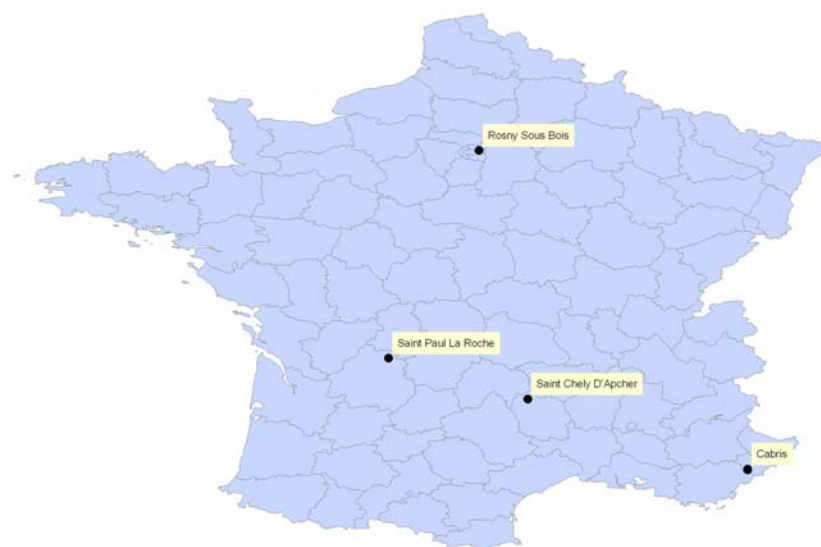 Rosny Sous Bois
Saint Paul La Roche
Saint Chely D'Apcher
Cabris